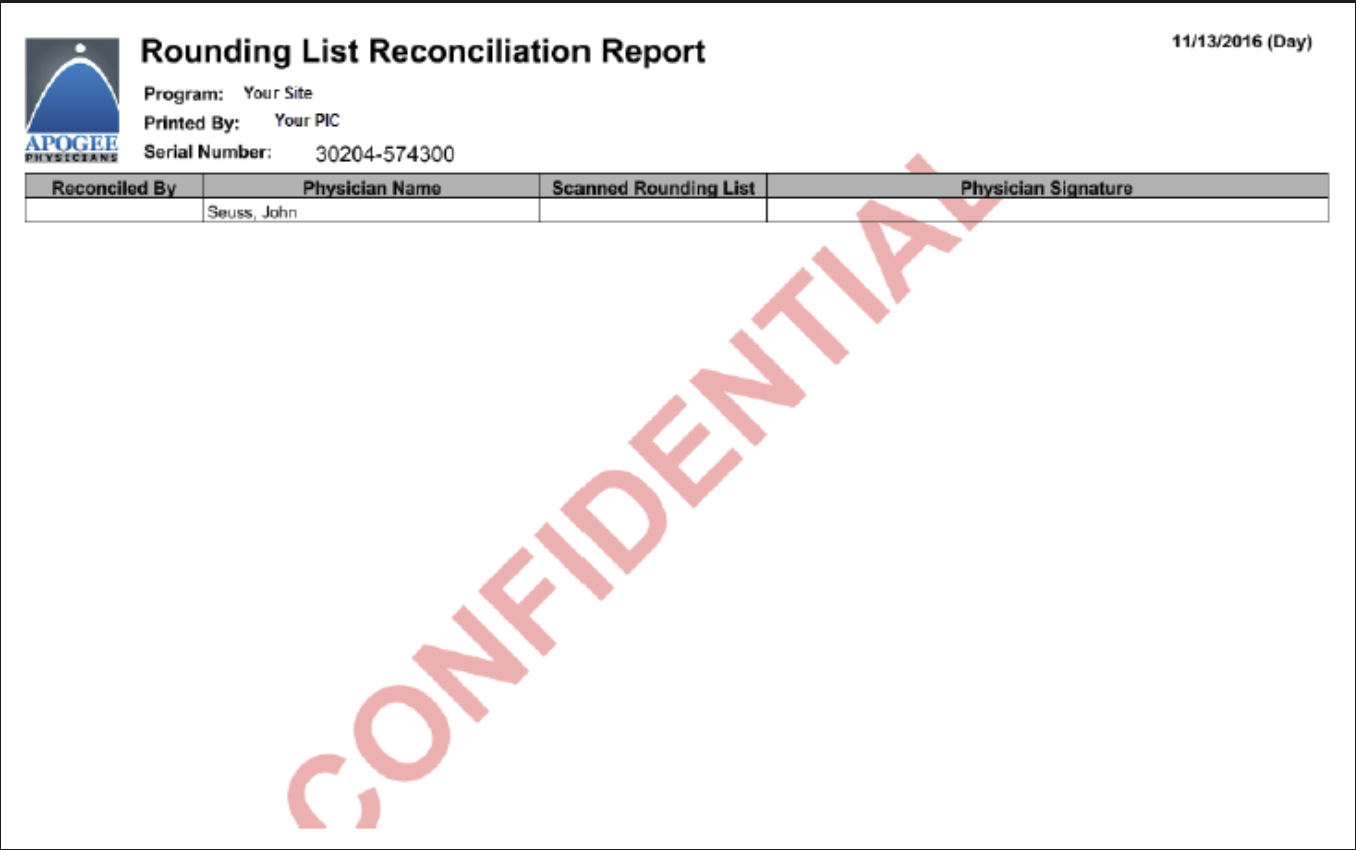 Rounding List Reconciliation Report
11/13/2016 (Day)
Program: Your Site
Printed By: Your PIC
Serial Number: 30204-574300
APOGEE
PHYSICIANS
Reconciled By Physician Name Scanned Rounding List Physician Signature
Seuss, John
CONFIDENTIAL